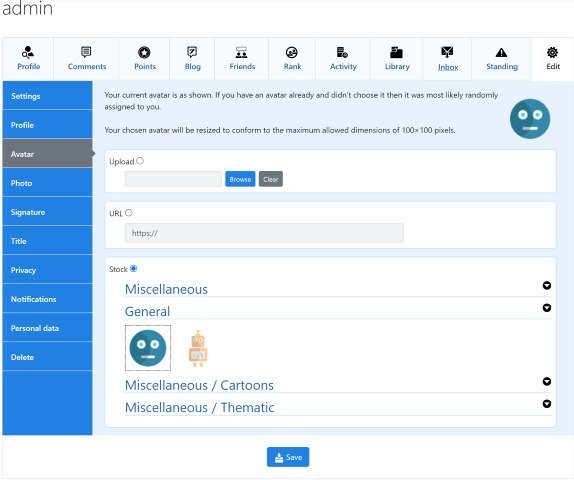 admin
Profile
Comments
Points
Blog
Friends
Rank
Activity
Library
Inbox
Standing
Edit
Settings
Profile
Avatar
Photo
Signature
Title
Privacy
Notifications
Personal data
Delete
Your current avatar is as shown. If you have an avatar already and didn't choose it then it was most likely randomly
assigned to you.
Your chosen avatar will be resized to conform to the maximum allowed dimensions of 100×100 pixels.
Upload
Browse
Clear
URL
https://
Stock
Miscellaneous
General
Miscellaneous / Cartoons
Miscellaneous / Thematic
Save